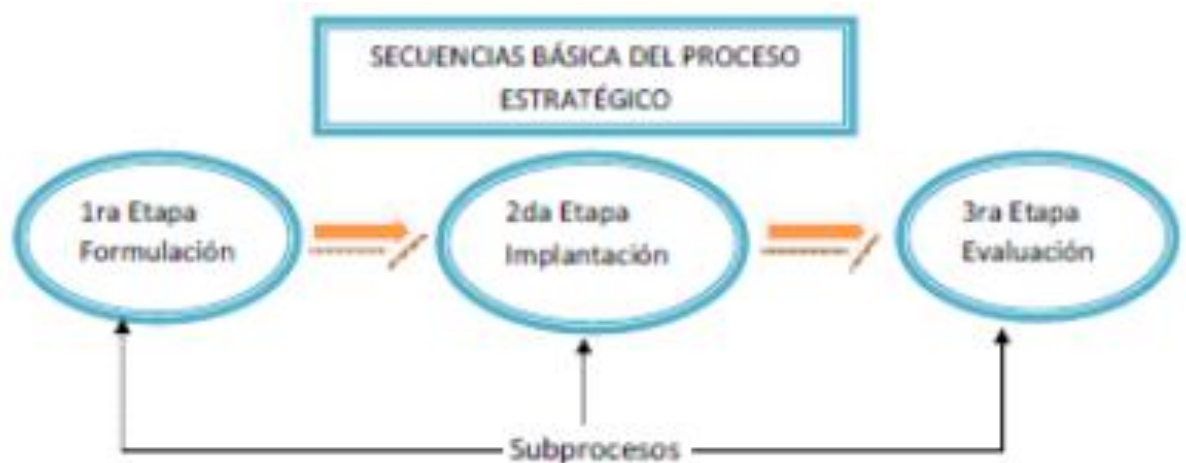 SECUENCIAS BÁSICA DEL PROCESO
ESTRATÉGICO
1ra Etapa
Formulación
2da Etapa
Implantación
3ra Etapa
Evaluación
Subprocesos